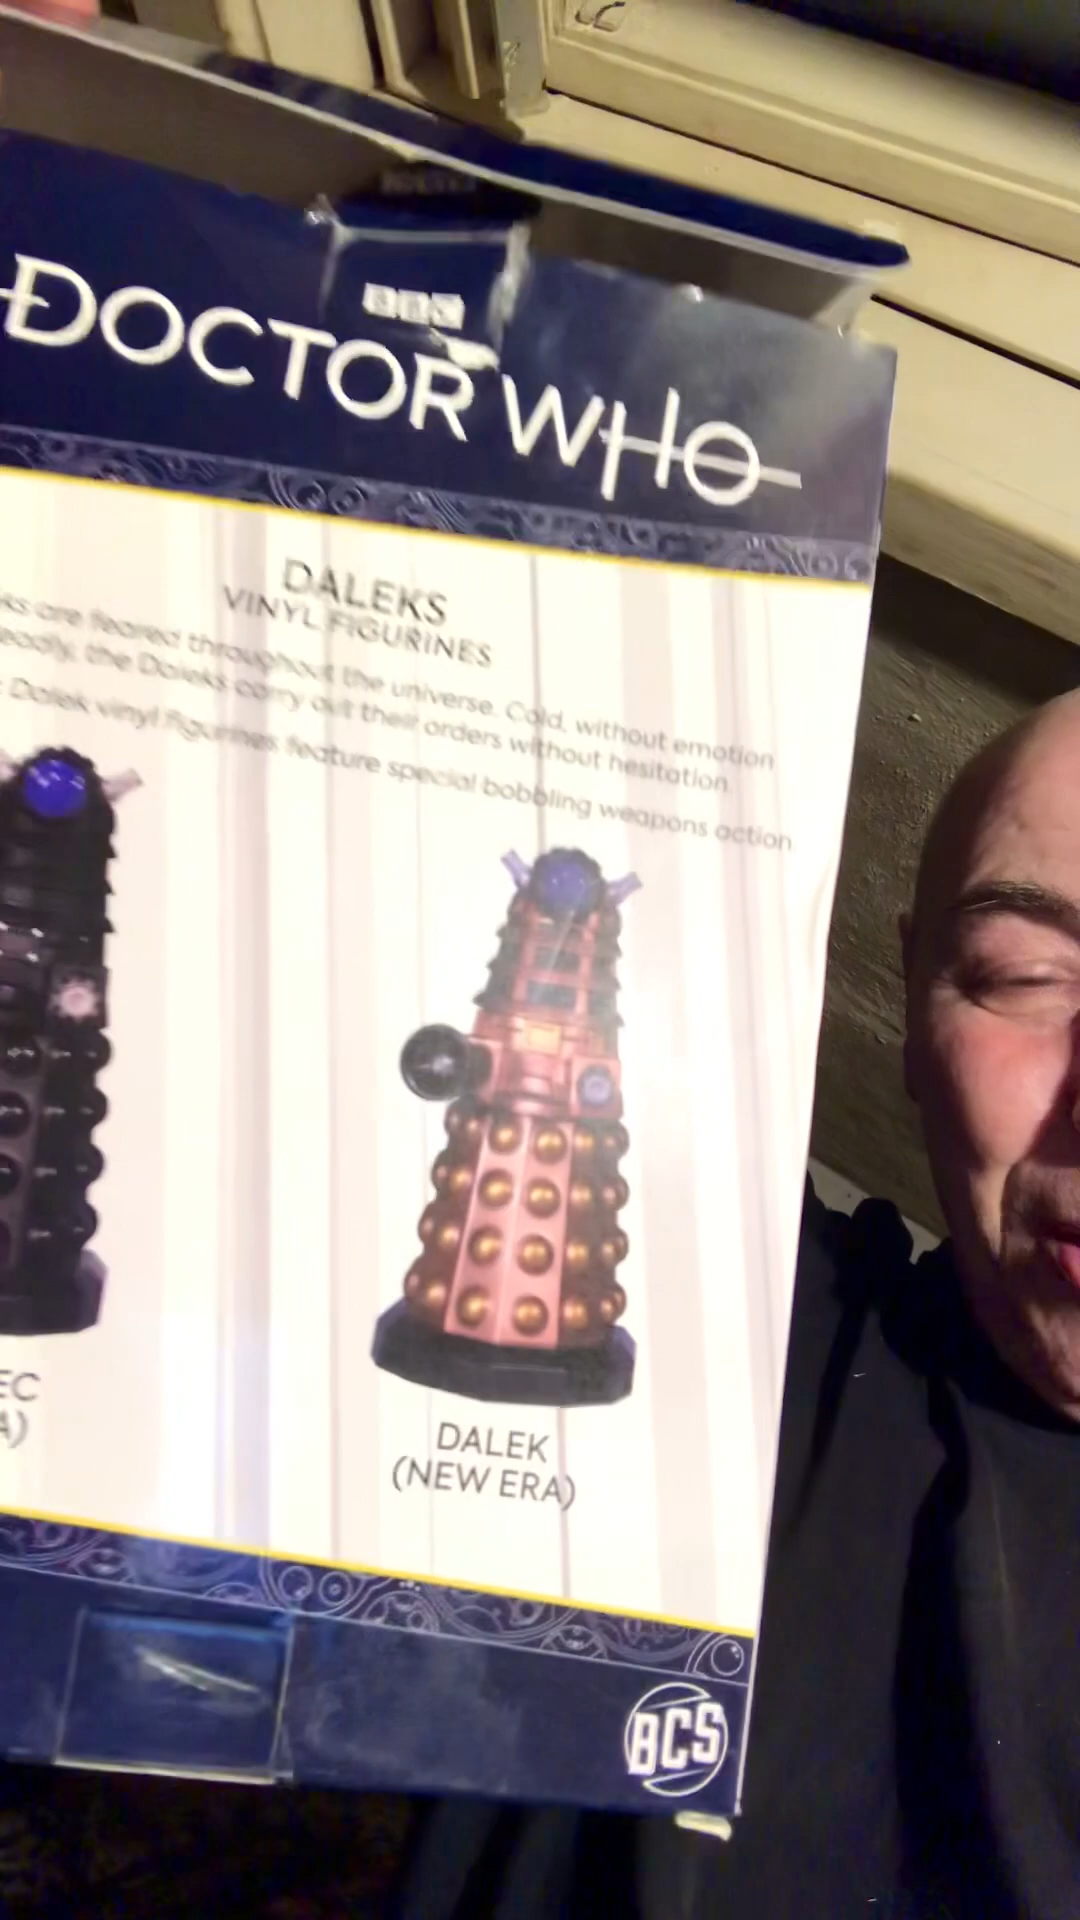 BBC
DOCTOR WHO
DALEKS
VINYL FIGURINES
are feared throughout the universe. Cold, without emotion
the Daleks carry out their orders without hesitation.
Dalek vinyl figurines feature special bobbling weapons action
EC
A)
DALEK
(NEW ERA)
BCS